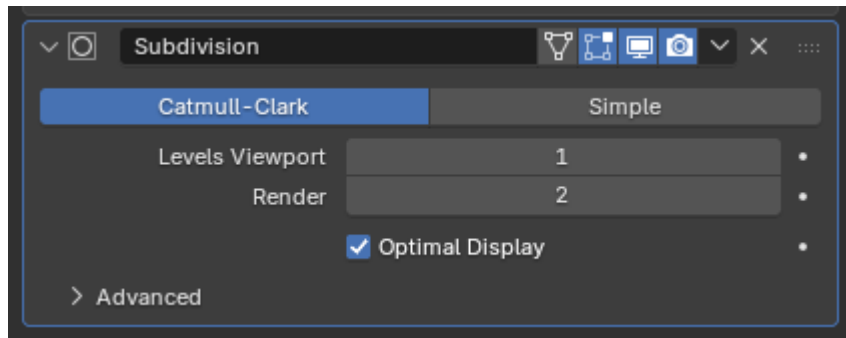 Subdivision
Catmull-Clark Simple
Levels Viewport 1
Render 2
Optimal Display
Advanced